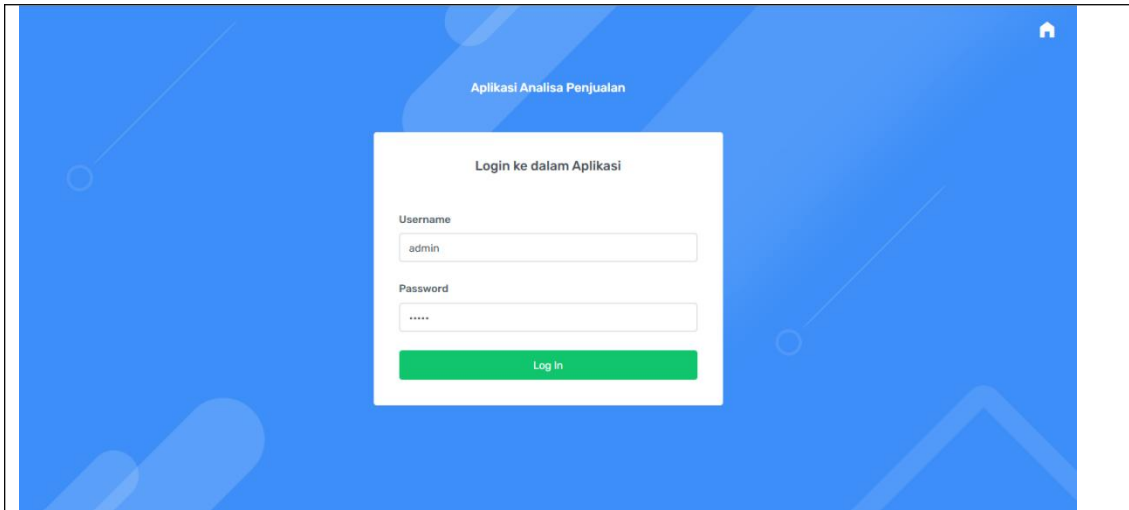 Aplikasi Analisa Penjualan
Login ke dalam Aplikasi
Username
admin
Password
•••••
Log In